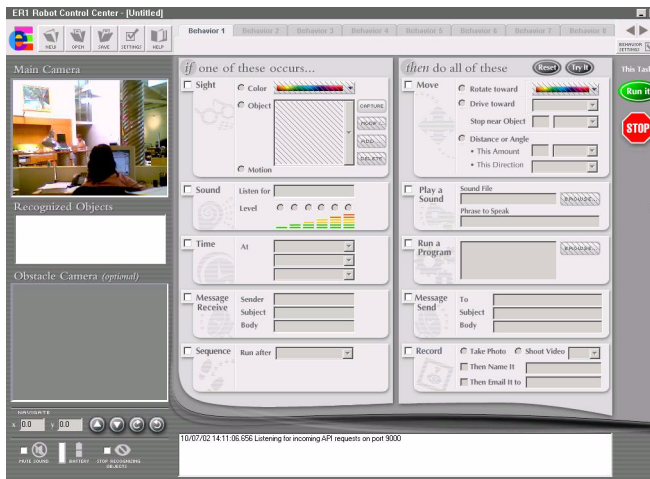 ER1 Robot Control Center - [Untitled]
NEW OPEN SAVE SETTINGS HELP
Behavior 1 Behavior 2 Behavior 3 Behavior 4 Behavior 5 Behavior 6 Behavior 7 Behavior 8
BEHAVIOR SETTINGS
Main Camera
Recognized Objects
Obstacle Camera (optional)
NAVIGATE
x 0.0 y 0.0
MUTE SOUND BATTERY STOP RECOGNIZING OBJECTS
if one of these occurs...
Sight
Color
Object
CAPTURE
ADD...
DELETE
Motion
Sound
Listen for
Level
Time
At
Message Receive
Sender
Subject
Body
Sequence
Run after
then do all of these
Reset Try It
Move
Rotate toward
Drive toward
Stop near Object
Distance or Angle
• This Amount
• This Direction
Play a Sound
Sound File
BROWSE...
Phrase to Speak
Run a Program
BROWSE...
Message Send
To
Subject
Body
Record
Take Photo Shoot Video
Then Name It
Then Email It to
This Tas
Run it
STOP
10/07/02 14:11:06.656 Listening for incoming API requests on port 9000